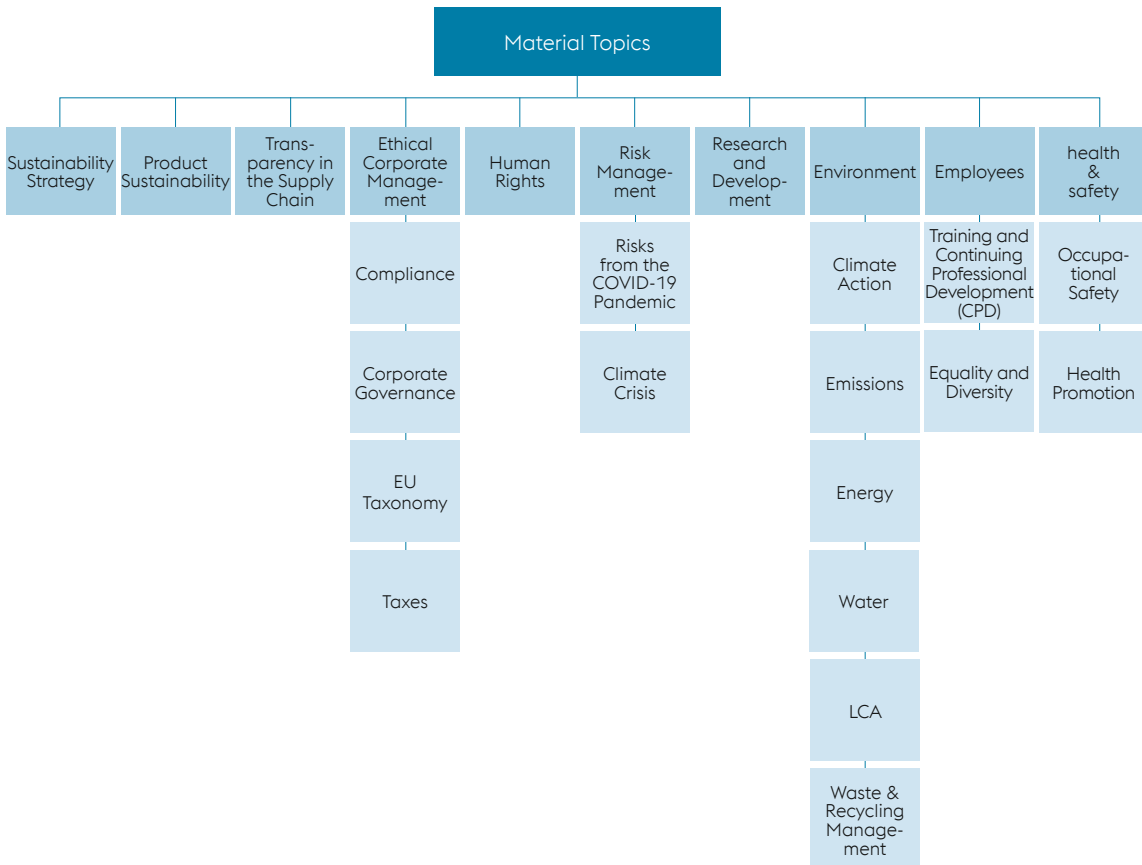 Material Topics
Sustainability
Strategy
Product
Sustainability
Trans-
parency in
the Supply
Chain
Ethical
Corporate
Manage-
ment
Human
Rights
Risk
Manage-
ment
Research
and
Develop-
ment
Environment
Employees
health
&
safety
Compliance
Corporate
Governance
EU
Taxonomy
Taxes
Risks
from the
COVID-19
Pandemic
Climate
Crisis
Climate
Action
Emissions
Energy
Water
LCA
Waste &
Recycling
Manage-
ment
Training and
Continuing
Professional
Development
(CPD)
Equality and
Diversity
Occupa-
tional
Safety
Health
Promotion